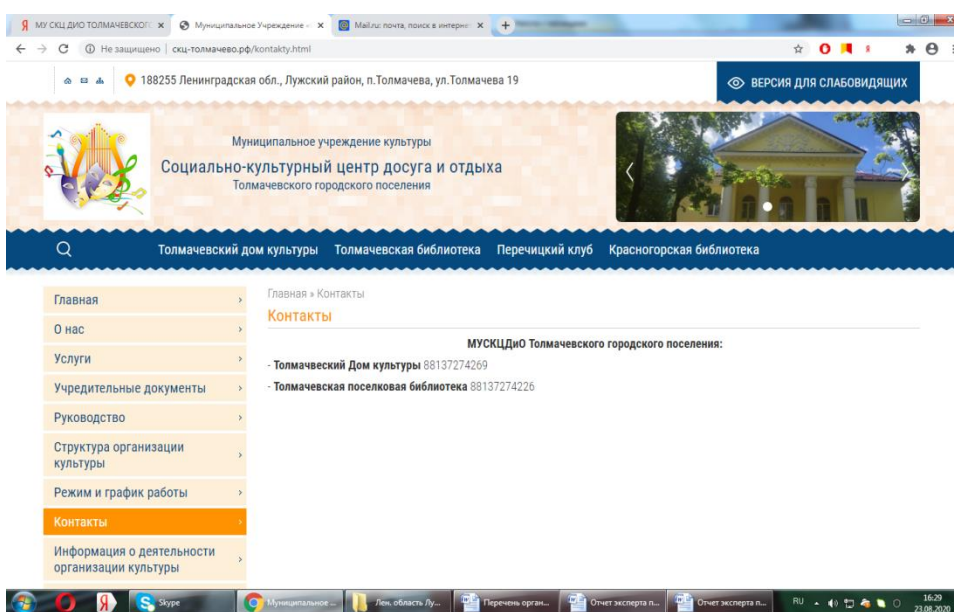 МУ СКЦ ДИО ТОЛМАЧЕВСКОГ
Муниципальное Учреждение -
Mail.ru: почта, поиск в интерне
Не защищено | скц-толмачево.рф/kontakty.html
188255 Ленинградская обл., Лужский район, п.Толмачева, ул.Толмачева 19
ВЕРСИЯ ДЛЯ СЛАБОВИДЯЩИХ
Муниципальное учреждение культуры
Социально-культурный центр досуга и отдыха
Толмачевского городского поселения
Толмачевский дом культуры Толмачевская библиотека Перечицкий клуб Красногорская библиотека
Главная
О нас
Услуги
Учредительные документы
Руководство
Структура организации
культуры
Режим и график работы
Контакты
Информация о деятельности
организации культуры
Главная » Контакты
Контакты
МУСКЦДиО Толмачевского городского поселения:
- Толмачвеский Дом культуры 88137274269
- Толмачевская поселковая библиотека 88137274226
Skype
Муниципальное ...
Лен. область Лу...
Перечень орган...
Отчет эксперта п...
Отчет эксперта п...
RU
16:29
23.08.2020